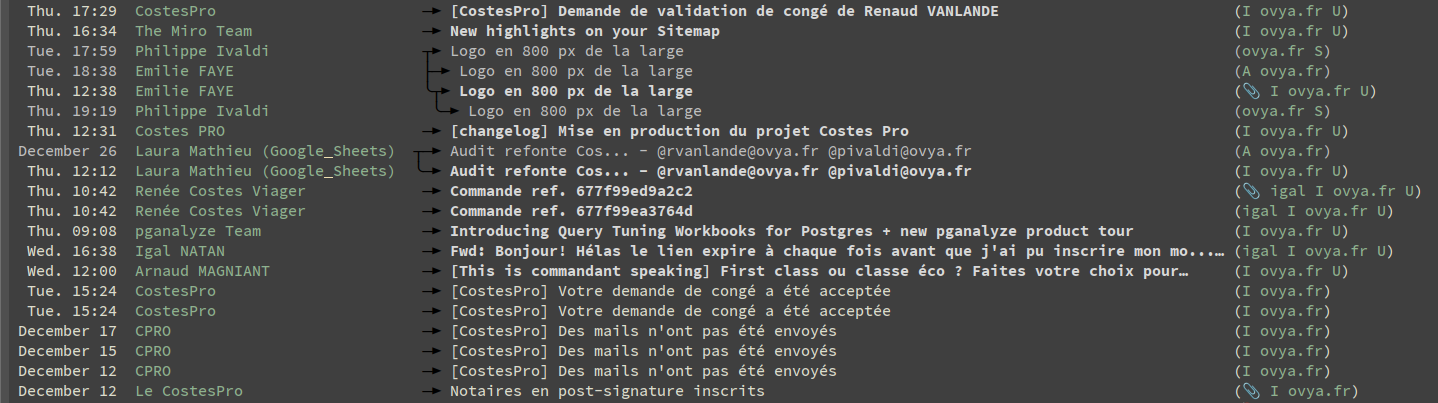 Thu. 17:29 CostesPro [CostesPro] Demande de validation de congé de Renaud VANLANDE (I ovya.fr U)
Thu. 16:34 The Miro Team New highlights on your Sitemap (I ovya.fr U)
Tue. 17:59 Philippe Ivaldi Logo en 800 px de la large (ovya.fr S)
Tue. 18:38 Emilie FAYE Logo en 800 px de la large (A ovya.fr)
Thu. 12:38 Emilie FAYE Logo en 800 px de la large (📎 I ovya.fr U)
Thu. 19:19 Philippe Ivaldi Logo en 800 px de la large (ovya.fr S)
Thu. 12:31 Costes PRO [changelog] Mise en production du projet Costes Pro (I ovya.fr U)
December 26 Laura Mathieu (Google_Sheets) Audit refonte Cos... – @rvanlande@ovya.fr @pivaldi@ovya.fr (A ovya.fr)
Thu. 12:12 Laura Mathieu (Google_Sheets) Audit refonte Cos... – @rvanlande@ovya.fr @pivaldi@ovya.fr (I ovya.fr U)
Thu. 10:42 Renée Costes Viager Commande ref. 677f99ed9a2c2 (📎 igal I ovya.fr U)
Thu. 10:42 Renée Costes Viager Commande ref. 677f99ea3764d (igal I ovya.fr U)
Thu. 09:08 pganalyze Team Introducing Query Tuning Workbooks for Postgres + new pganalyze product tour (I ovya.fr U)
Wed. 16:38 Igal NATAN Fwd: Bonjour! Hélas le lien expire à chaque fois avant que j'ai pu inscrire mon mo...… (igal I ovya.fr U)
Wed. 12:00 Arnaud MAGNIANT [This is commandant speaking] First class ou classe éco ? Faites votre choix pour… (I ovya.fr U)
Tue. 15:24 CostesPro [CostesPro] Votre demande de congé a été acceptée (I ovya.fr)
Tue. 15:24 CostesPro [CostesPro] Votre demande de congé a été acceptée (I ovya.fr)
December 17 CPRO [CostesPro] Des mails n'ont pas été envoyés (I ovya.fr)
December 15 CPRO [CostesPro] Des mails n'ont pas été envoyés (I ovya.fr)
December 12 CPRO [CostesPro] Des mails n'ont pas été envoyés (I ovya.fr)
December 12 Le CostesPro Notaires en post-signature inscrits (📎 I ovya.fr)